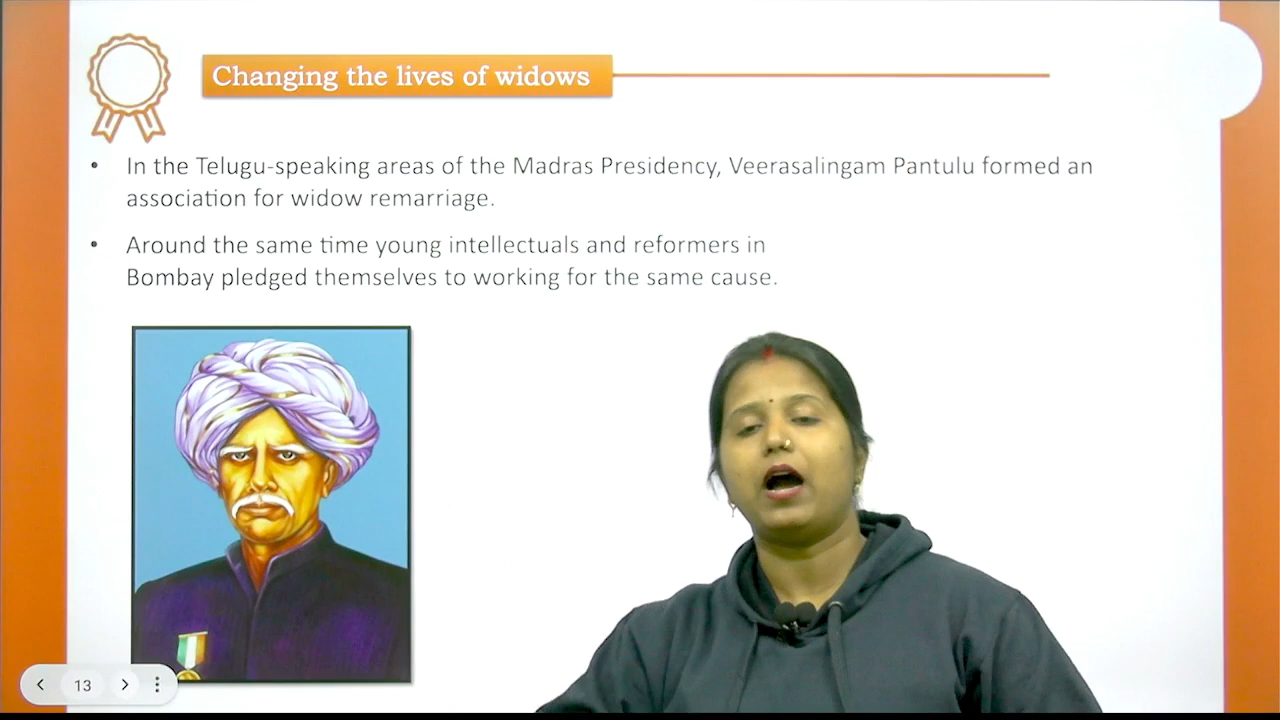 Changing the lives of widows
• In the Telugu-speaking areas of the Madras Presidency, Veerasalingam Pantulu formed an
association for widow remarriage.
• Around the same time young intellectuals and reformers in
Bombay pledged themselves to working for the same cause.
13